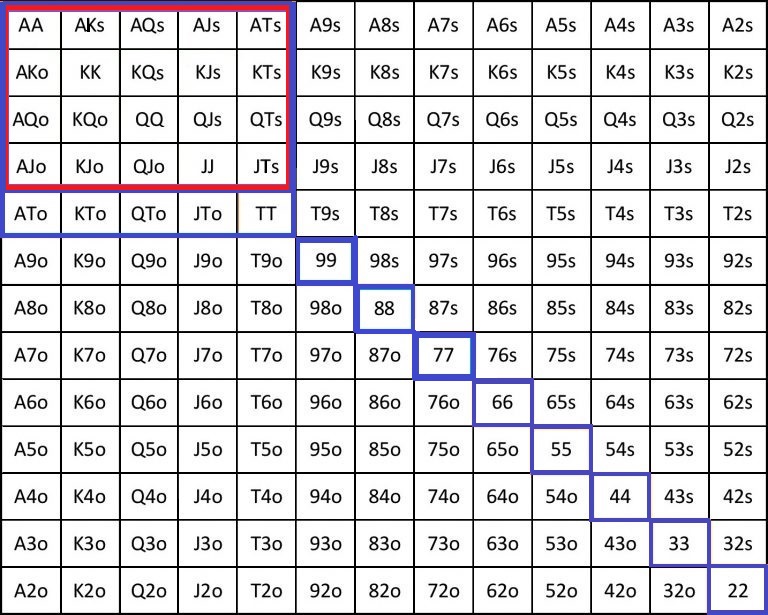 AA AKs AQs AJs ATs A9s A8s A7s A6s A5s A4s A3s A2s
AKo KK KQs KJs KTs K9s K8s K7s K6s K5s K4s K3s K2s
AQo KQo QQ QJs QTs Q9s Q8s Q7s Q6s Q5s Q4s Q3s Q2s
AJo KJo QJo JJ JTs J9s J8s J7s J6s J5s J4s J3s J2s
ATo KTo QTo JTo TT T9s T8s T7s T6s T5s T4s T3s T2s
A9o K9o Q9o J9o T9o 99 98s 97s 96s 95s 94s 93s 92s
A8o K8o Q8o J8o T8o 98o 88 87s 86s 85s 84s 83s 82s
A7o K7o Q7o J7o T7o 97o 87o 77 76s 75s 74s 73s 72s
A6o K6o Q6o J6o T6o 96o 86o 76o 66 65s 64s 63s 62s
A5o K5o Q5o J5o T5o 95o 85o 75o 65o 55 54s 53s 52s
A4o K4o Q4o J4o T4o 94o 84o 74o 64o 54o 44 43s 42s
A3o K3o Q3o J3o T3o 93o 83o 73o 63o 53o 43o 33 32s
A2o K2o Q2o J2o T2o 92o 82o 72o 62o 52o 42o 32o 22